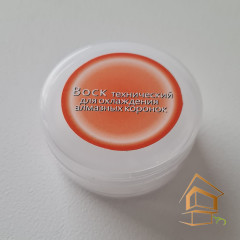 Воск технический
для охлаждения
алмазных коронок